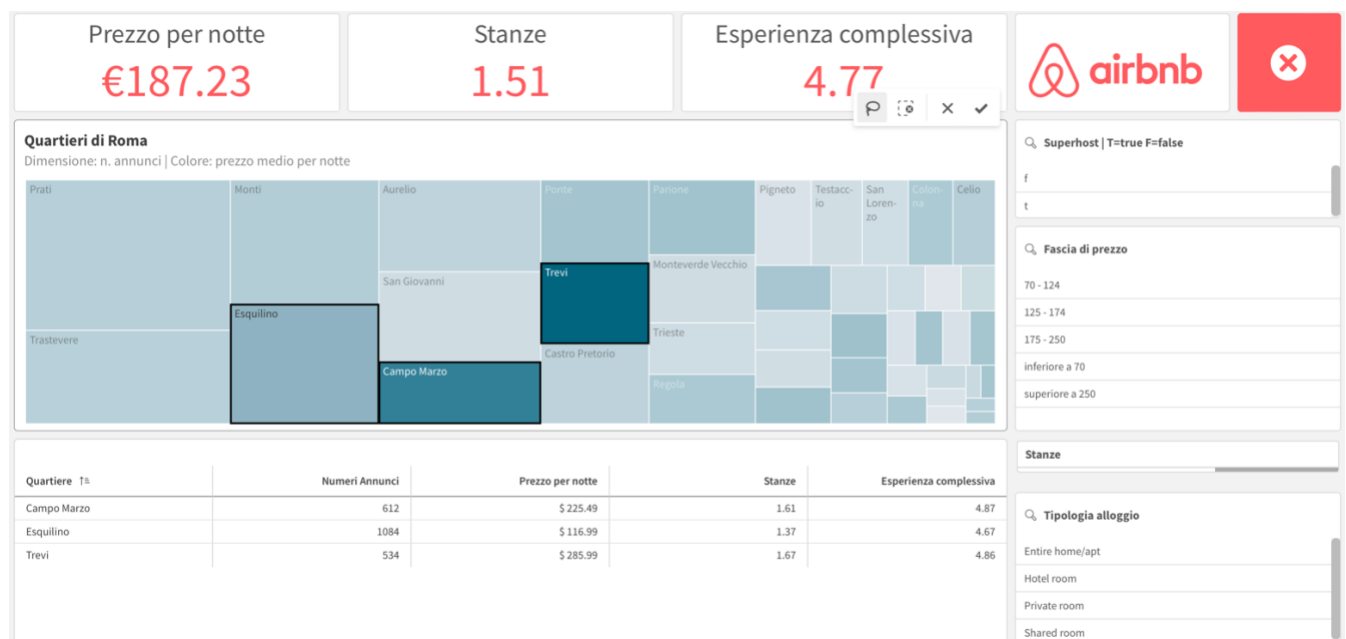 Prezzo per notte
€187.23
Stanze
1.51
Esperienza complessiva
4.77
airbnb
Quartieri di Roma
Dimensione: n. annunci | Colore: prezzo medio per notte
Prati
Monti
Aurelio
Ponte
Parione
Pigneto
Testacc-
io
San
Loren-
zo
Colon-
na
Celio
Trevi
Monteverde Vecchio
San Giovanni
Esquilino
Trastevere
Trieste
Castro Pretorio
Campo Marzo
Regola
Superhost | T=true F=false
f
t
Fascia di prezzo
70 - 124
125 - 174
175 - 250
inferiore a 70
superiore a 250
Stanze
Tipologia alloggio
Entire home/apt
Hotel room
Private room
Shared room
Quartiere Numeri Annunci Prezzo per notte Stanze Esperienza complessiva
Campo Marzo 612 $ 225.49 1.61 4.87
Esquilino 1084 $ 116.99 1.37 4.67
Trevi 534 $ 285.99 1.67 4.86